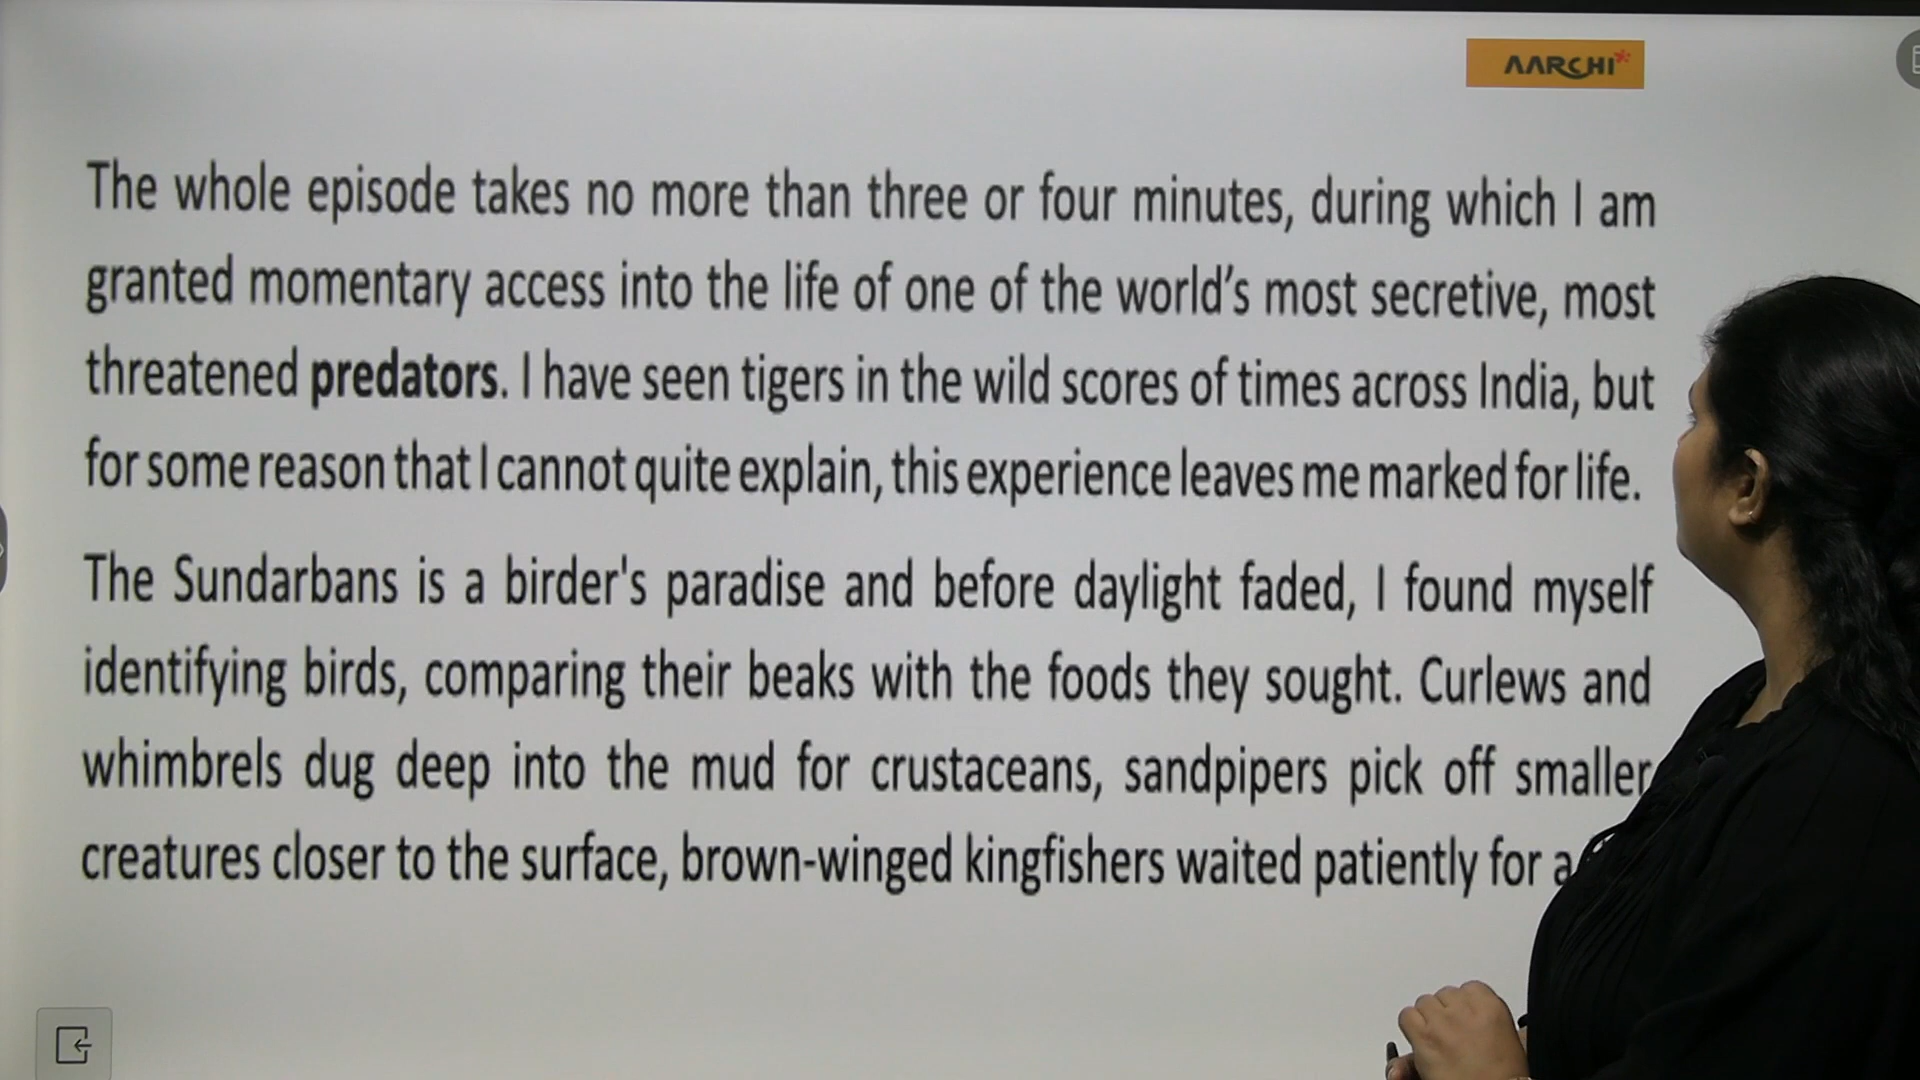 AARCHI*
The whole episode takes no more than three or four minutes, during which I am
granted momentary access into the life of one of the world’s most secretive, most
threatened predators. I have seen tigers in the wild scores of times across India, but
for some reason that I cannot quite explain, this experience leaves me marked for life.
The Sundarbans is a birder's paradise and before daylight faded, I found myself
identifying birds, comparing their beaks with the foods they sought. Curlews and
whimbrels dug deep into the mud for crustaceans, sandpipers pick off smaller
creatures closer to the surface, brown-winged kingfishers waited patiently for a